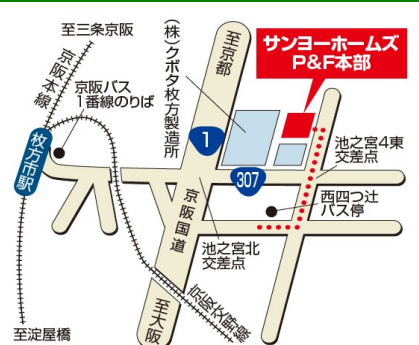 至三条京阪
京阪本線
京阪バス
1番線のりば
枚方市駅
至淀屋橋
(株)クボタ枚方製造所
至京都
1
サンヨーホームズ
P&F本部
307
池之宮4東
交差点
西四つ辻
バス停
京阪国道
池之宮北
交差点
京阪交野線
至大阪